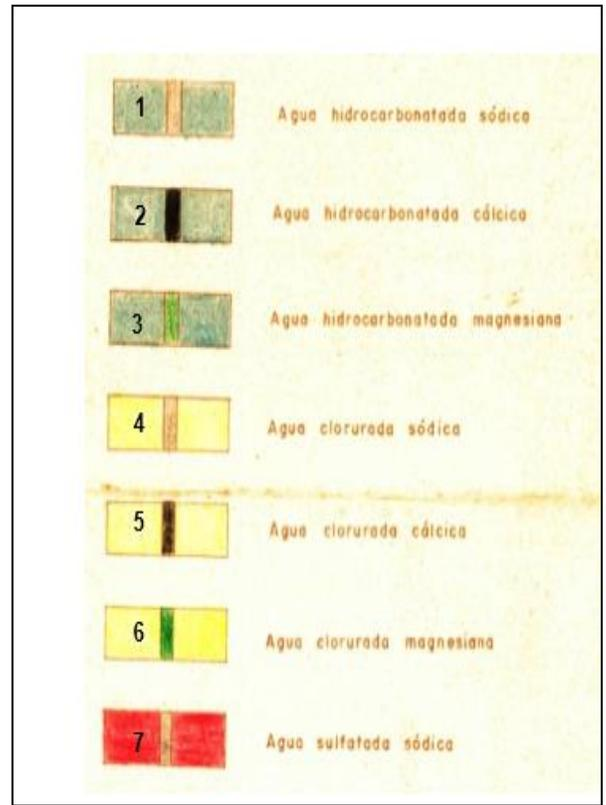 1 Agua hidrocarbonatada sódica
2 Agua hidrocarbonatada cálcica
3 Agua hidrocarbonatada magnesiana
4 Agua clorurada sódica
5 Agua clorurada cálcica
6 Agua clorurada magnesiana
7 Agua sulfatada sódica